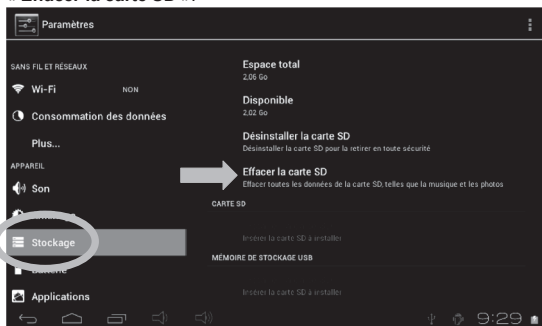 « Effacer la carte SD ».
Paramètres
SANS FIL ET RÉSEAUX
Wi-Fi NON
Consommation des données
Plus...
APPAREIL
Son
Stockage
Batterie
Applications
Espace total
2,06 Go
Disponible
2,02 Go
Désinstaller la carte SD
Désinstaller la carte SD pour la retirer en toute sécurité
Effacer la carte SD
Effacer toutes les données de la carte SD, telles que la musique et les photos
CARTE SD
Insérer la carte SD à installer
MÉMOIRE DE STOCKAGE USB
Insérer la carte SD à installer
9:29